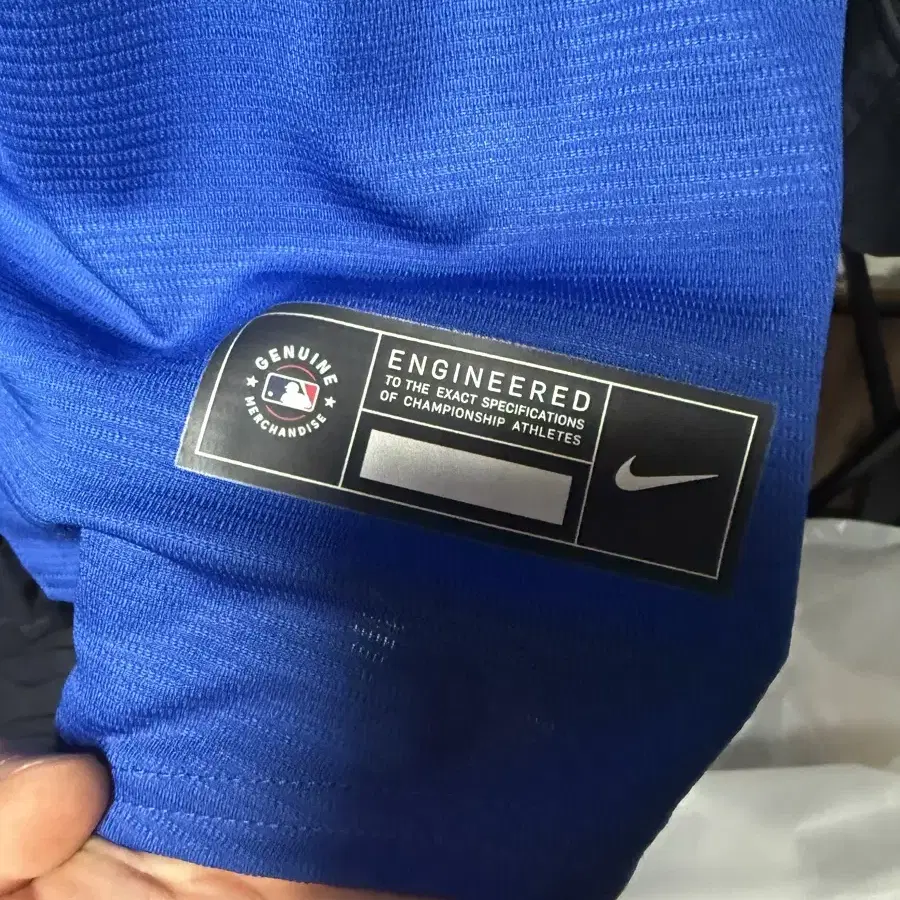 GENUINE
MERCHANDISE
ENGINEERED
TO THE EXACT SPECIFICATIONS
OF CHAMPIONSHIP ATHLETES